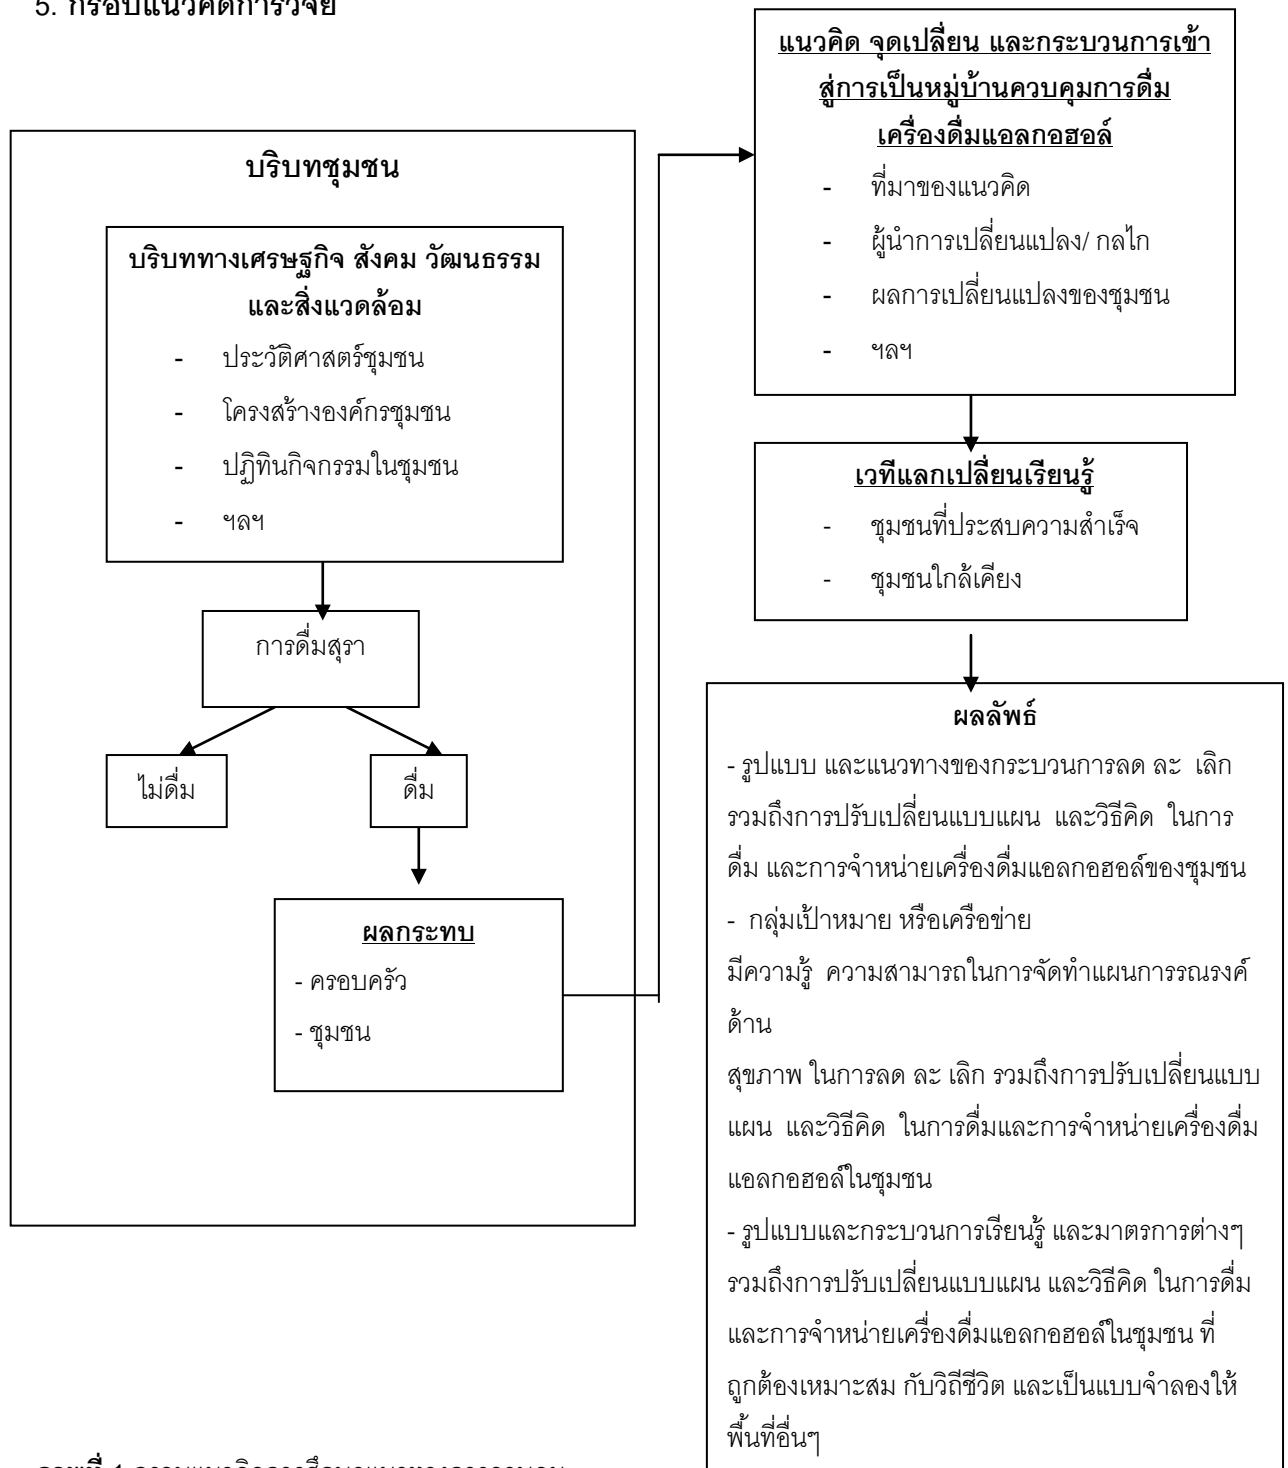 5. กรอบแนวคิดการวิจัย
บริบทชุมชน
บริบททางเศรษฐกิจ สังคม วัฒนธรรม
และสิ่งแวดล้อม
- ประวัติศาสตร์ชุมชน
- โครงสร้างองค์กรชุมชน
- ปฏิทินกิจกรรมในชุมชน
- ฯลฯ
การดื่มสุรา
ไม่ดื่ม
ดื่ม
ผลกระทบ
- ครอบครัว
- ชุมชน
แนวคิด จุดเปลี่ยน และกระบวนการเข้า
สู่การเป็นหมู่บ้านควบคุมการดื่ม
เครื่องดื่มแอลกอฮอล์
- ที่มาของแนวคิด
- ผู้นำการเปลี่ยนแปลง/ กลไก
- ผลการเปลี่ยนแปลงของชุมชน
- ฯลฯ
เวทีแลกเปลี่ยนเรียนรู้
- ชุมชนที่ประสบความสำเร็จ
- ชุมชนใกล้เคียง
ผลลัพธ์
- รูปแบบ และแนวทางของกระบวนการลด ละ เลิก
รวมถึงการปรับเปลี่ยนแบบแผน และวิธีคิด ในการ
ดื่ม และการจำหน่ายเครื่องดื่มแอลกอฮอล์ของชุมชน
- กลุ่มเป้าหมาย หรือเครือข่าย
มีความรู้ ความสามารถในการจัดทำแผนการรณรงค์
ด้าน
สุขภาพ ในการลด ละ เลิก รวมถึงการปรับเปลี่ยนแบบ
แผน และวิธีคิด ในการดื่มและการจำหน่ายเครื่องดื่ม
แอลกอฮอล์ในชุมชน
- รูปแบบและกระบวนการเรียนรู้ และมาตรการต่างๆ
รวมถึงการปรับเปลี่ยนแบบแผน และวิธีคิด ในการดื่ม
และการจำหน่ายเครื่องดื่มแอลกอฮอล์ในชุมชน ที่
ถูกต้องเหมาะสม กับวิถีชีวิต และเป็นแบบจำลองให้
พื้นที่อื่นๆ